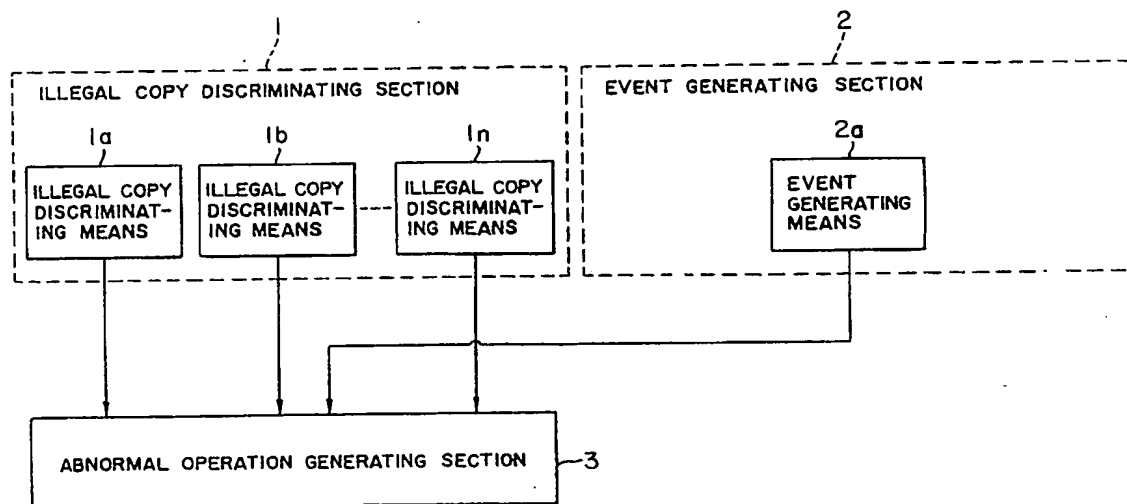 1
2
ILLEGAL COPY DISCRIMINATING SECTION
EVENT GENERATING SECTION
1a
1b
1n
2a
ILLEGAL COPY
DISCRIMINAT-
ING MEANS
ILLEGAL COPY
DISCRIMINAT-
ING MEANS
ILLEGAL COPY
DISCRIMINAT-
ING MEANS
EVENT
GENERATING
MEANS
ABNORMAL OPERATION GENERATING SECTION
3